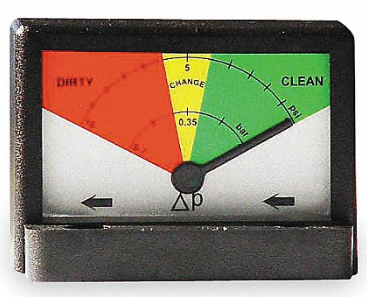 5
DIRTY
CHANGE
CLEAN
psi
0.35
bar
Δp